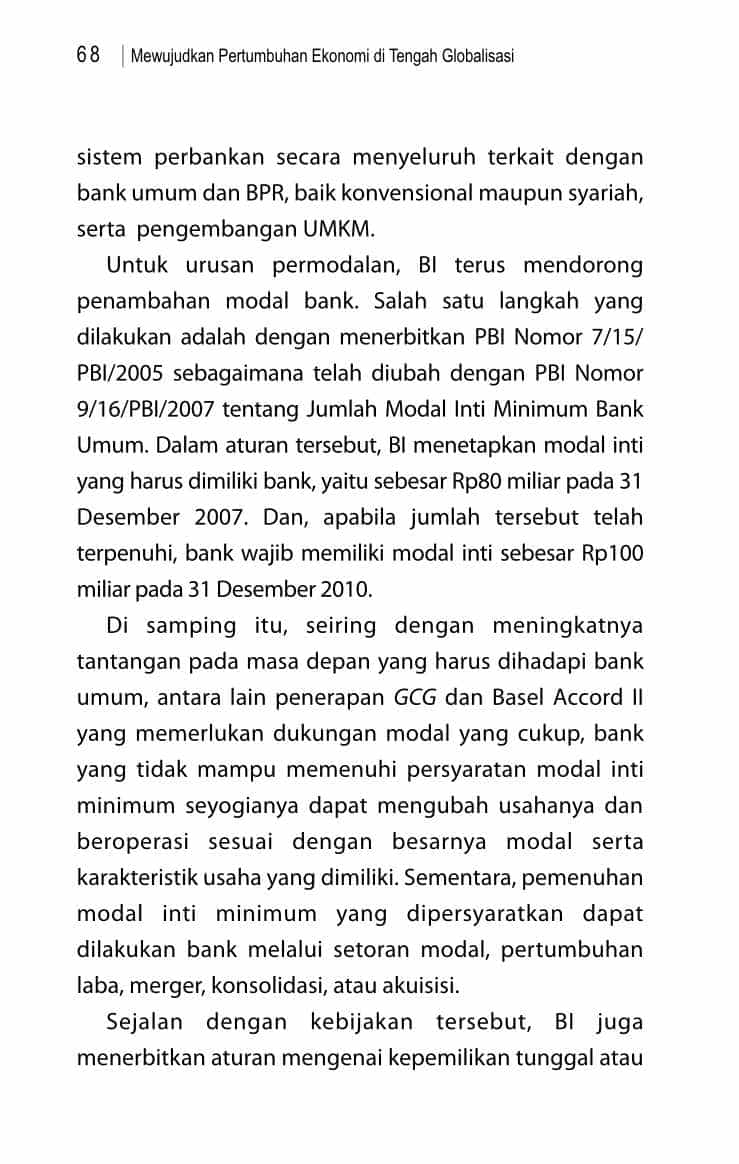 68 | Mewujudkan Pertumbuhan Ekonomi di Tengah Globalisasi
sistem perbankan secara menyeluruh terkait dengan
bank umum dan BPR, baik konvensional maupun syariah,
serta pengembangan UMKM.
Untuk urusan permodalan, BI terus mendorong
penambahan modal bank. Salah satu langkah yang
dilakukan adalah dengan menerbitkan PBI Nomor 7/15/
PBI/2005 sebagaimana telah diubah dengan PBI Nomor
9/16/PBI/2007 tentang Jumlah Modal Inti Minimum Bank
Umum. Dalam aturan tersebut, BI menetapkan modal inti
yang harus dimiliki bank, yaitu sebesar Rp80 miliar pada 31
Desember 2007. Dan, apabila jumlah tersebut telah
terpenuhi, bank wajib memiliki modal inti sebesar Rp100
miliar pada 31 Desember 2010.
Di samping itu, seiring dengan meningkatnya
tantangan pada masa depan yang harus dihadapi bank
umum, antara lain penerapan GCG dan Basel Accord II
yang memerlukan dukungan modal yang cukup, bank
yang tidak mampu memenuhi persyaratan modal inti
minimum seyogianya dapat mengubah usahanya dan
beroperasi sesuai dengan besarnya modal serta
karakteristik usaha yang dimiliki. Sementara, pemenuhan
modal inti minimum yang dipersyaratkan dapat
dilakukan bank melalui setoran modal, pertumbuhan
laba, merger, konsolidasi, atau akuisisi.
Sejalan dengan kebijakan tersebut, BI juga
menerbitkan aturan mengenai kepemilikan tunggal atau